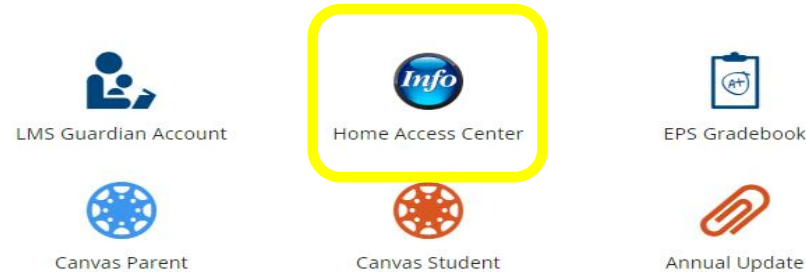 Info
A+
LMS Guardian Account
Home Access Center
EPS Gradebook
Canvas Parent
Canvas Student
Annual Update